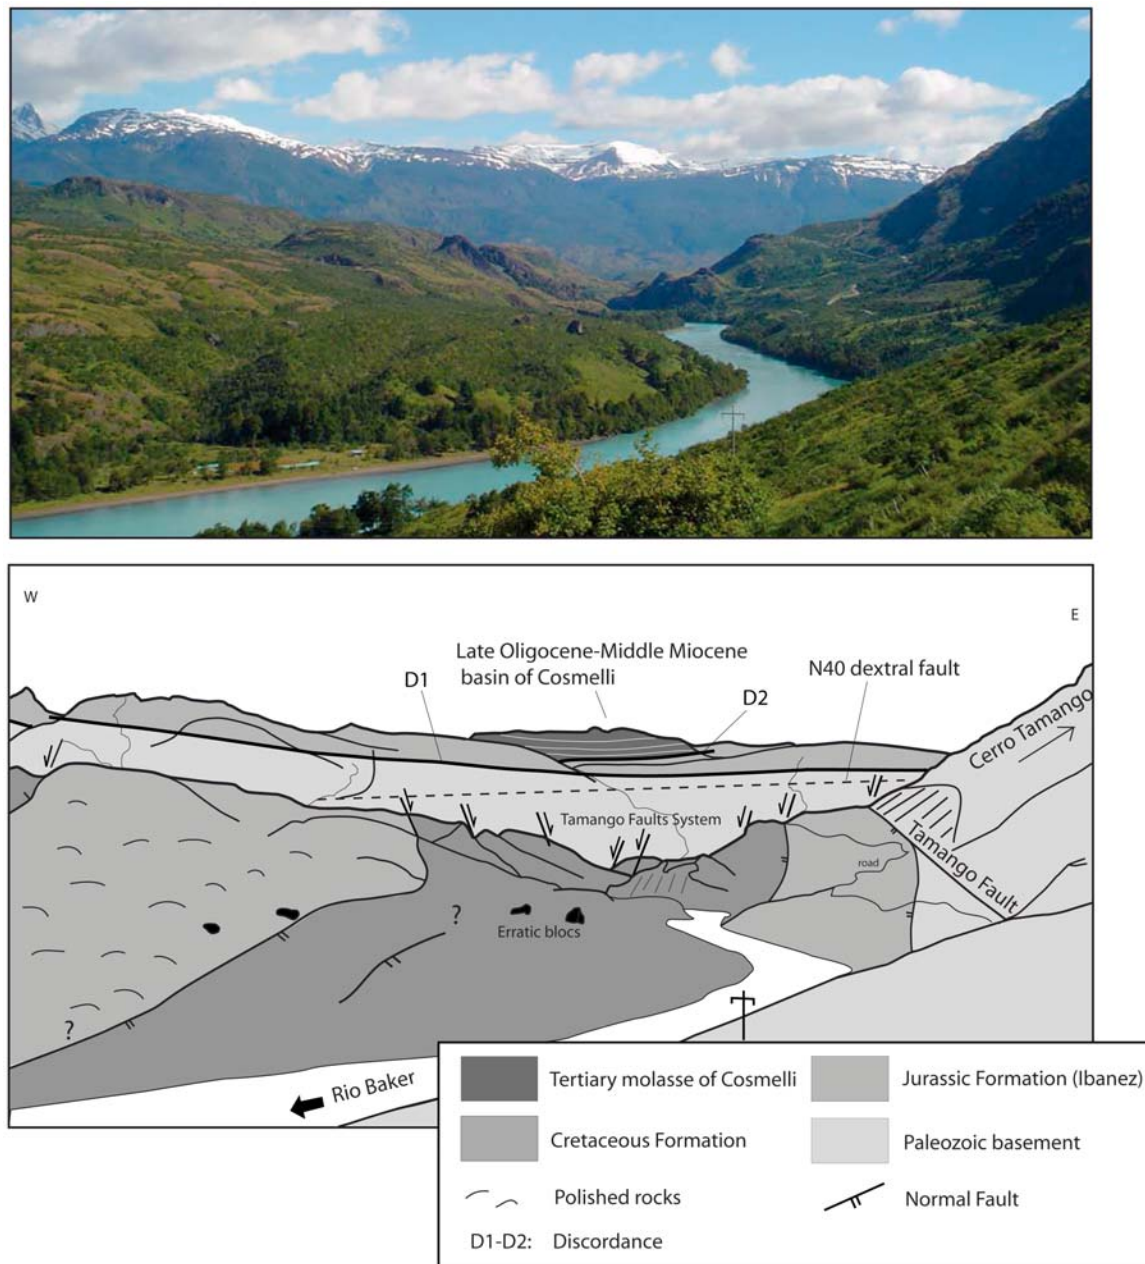 W
E
Late Oligocene-Middle Miocene
basin of Cosmelli
D1
D2
N40 dextral fault
Cerro Tamango
Tamango Faults System
Tamango Fault
road
?
Erratic blocs
?
Rio Baker
Tertiary molasse of Cosmelli
Jurassic Formation (Ibanez)
Cretaceous Formation
Paleozoic basement
Polished rocks
Normal Fault
D1-D2: Discordance